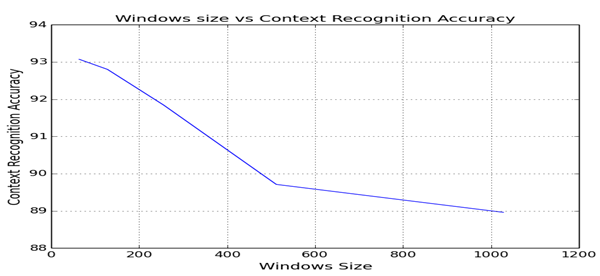 Windows size vs Context Recognition Accuracy
94
93
92
91
90
89
88
Context Recognition Accuracy
0 200 400 600 800 1000 1200
Windows Size